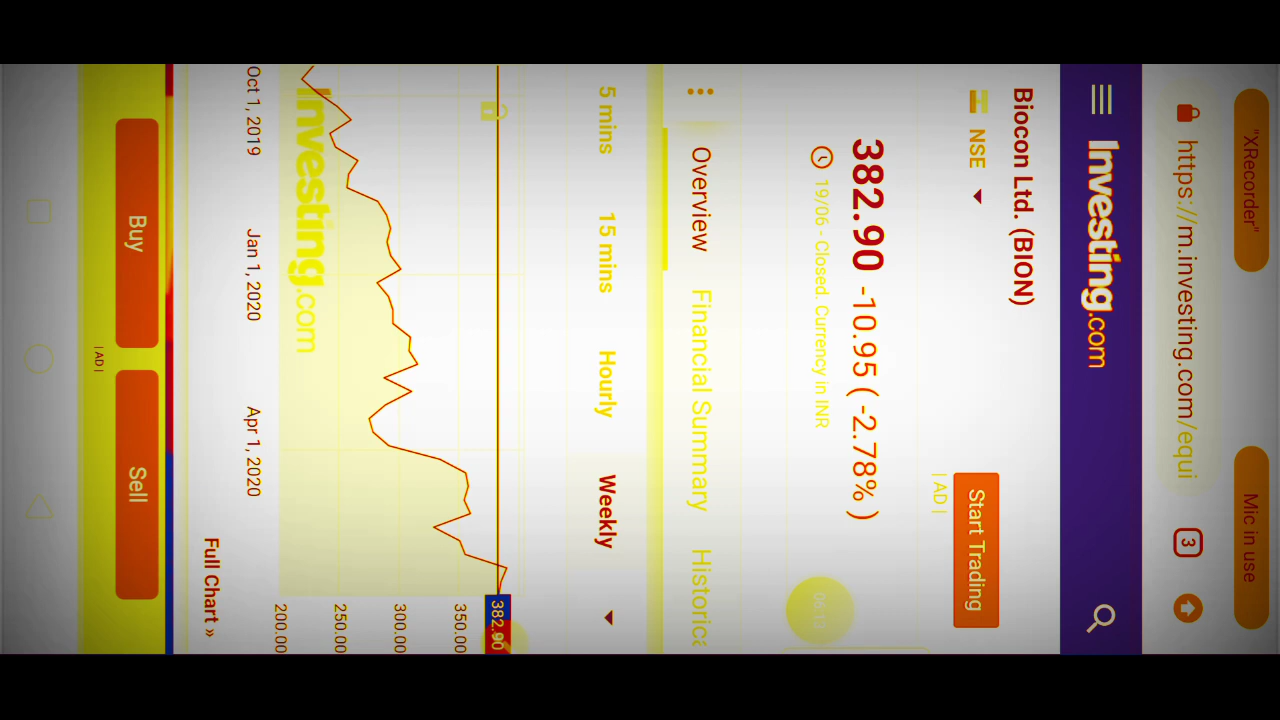 "XRecorder"
Mic in use
https://m.investing.com/equi
3
Investing.com
Biocon Ltd. (BION)
NSE
Start Trading
| AD |
382.90 -10.95 ( -2.78% )
19/06 - Closed. Currency in INR
Overview Financial Summary Historica
5 mins 15 mins Hourly Weekly
382.90
350.00
300.00
250.00
200.00
Investing.com
Oct 1, 2019 Jan 1, 2020 Apr 1, 2020
Full Chart »
Buy Sell
| AD |